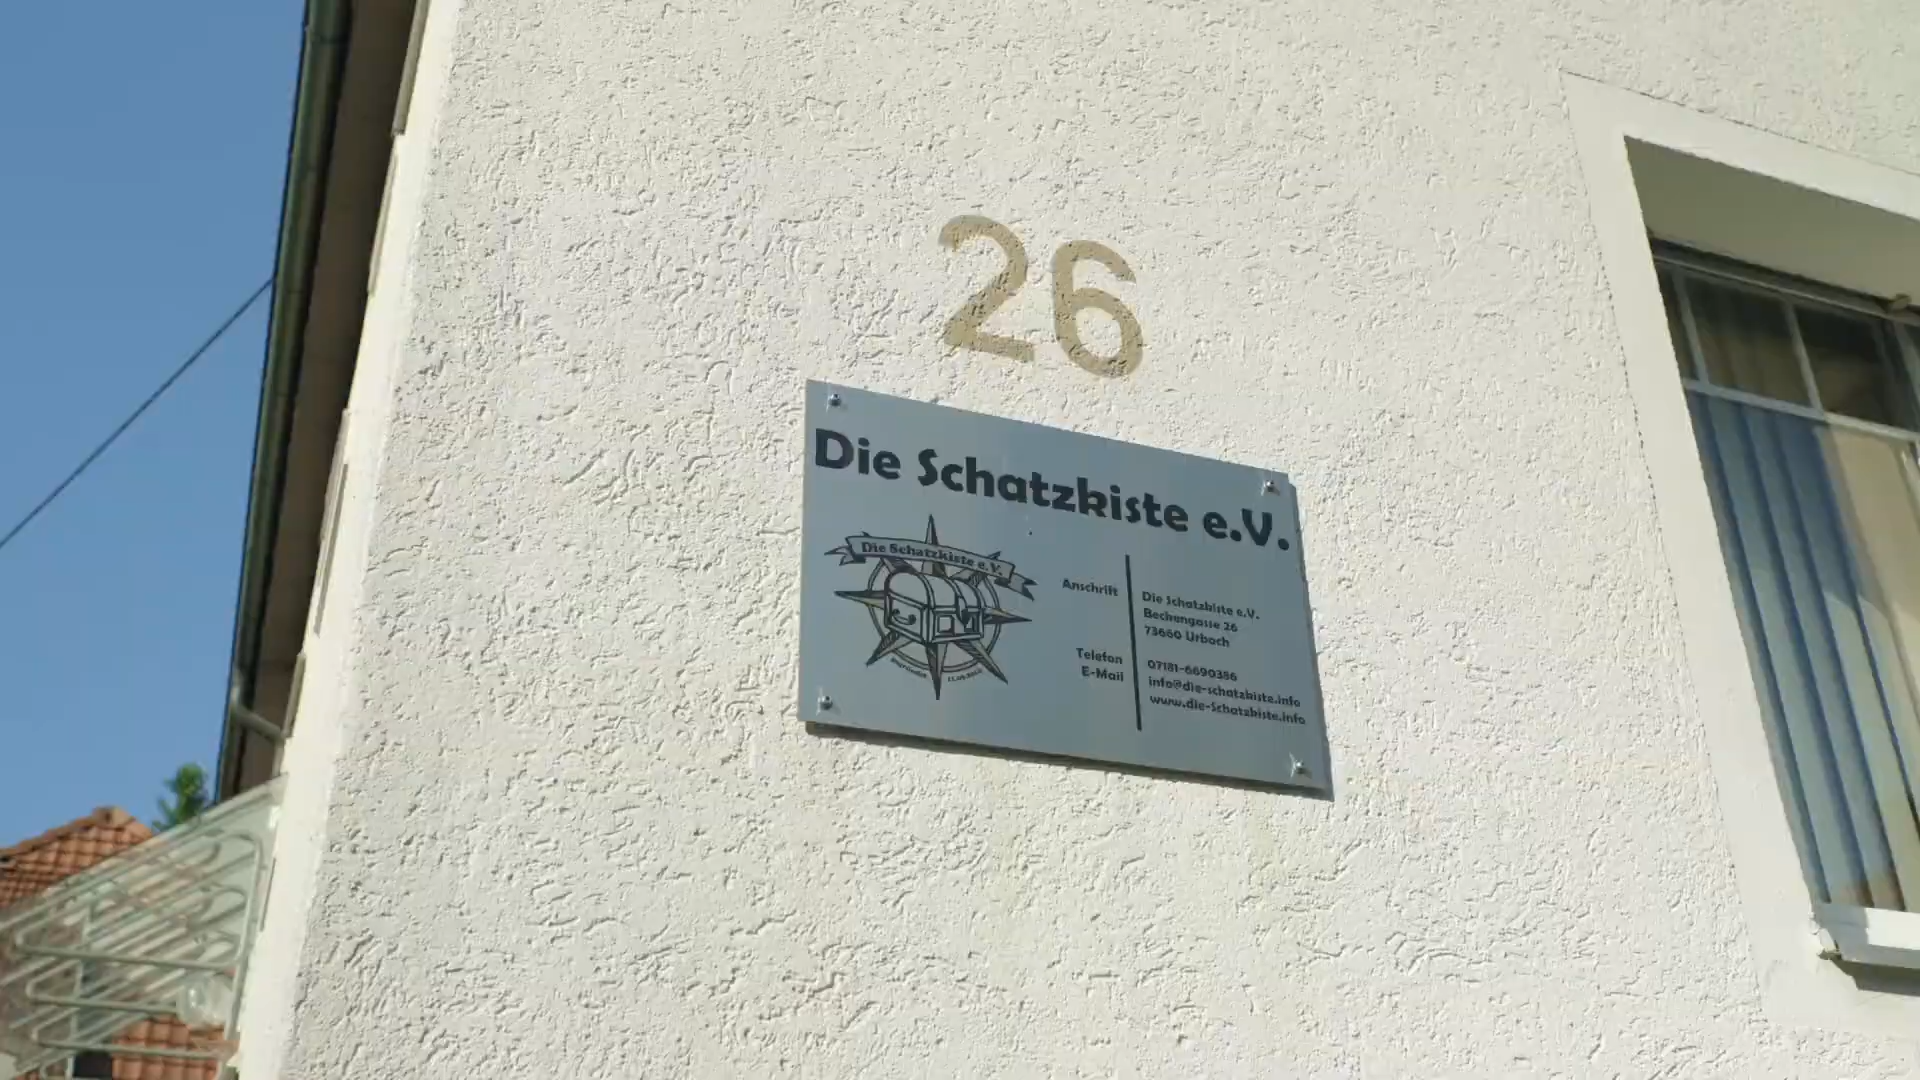 26
Die Schatzkiste e.V.
Die Schatzkiste e.V.
Anschrift
Die Schatzkiste e.V.
Beckengasse 26
73660 Urbach
Telefon
07181-6690386
E-Mail
info@die-schatzkiste.info
www.die-Schatzkiste.info